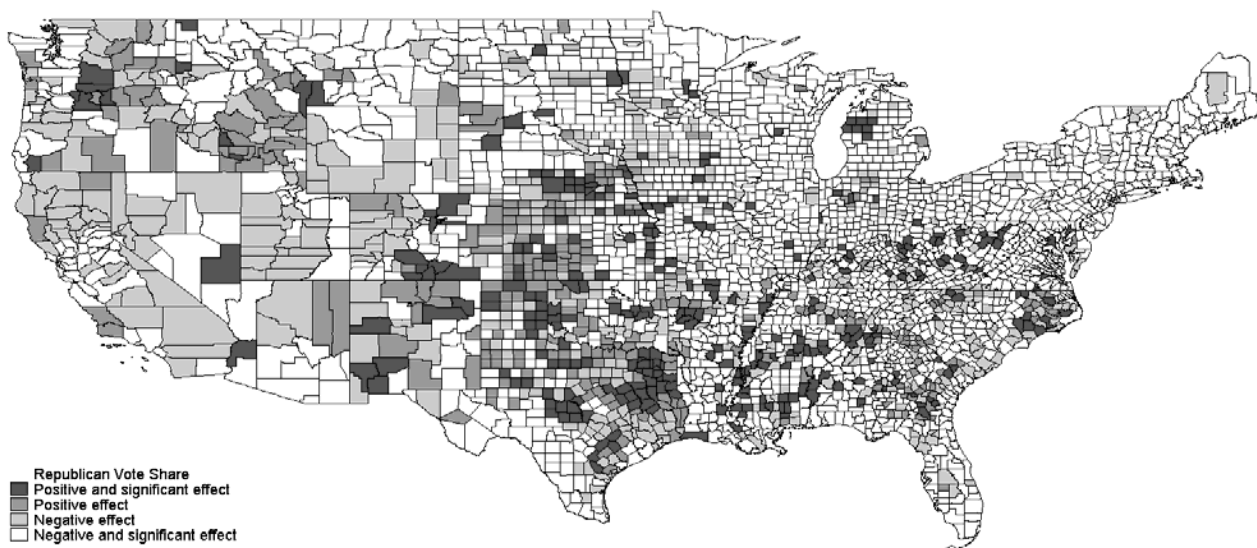 Republican Vote Share
Positive and significant effect
Positive effect
Negative effect
Negative and significant effect